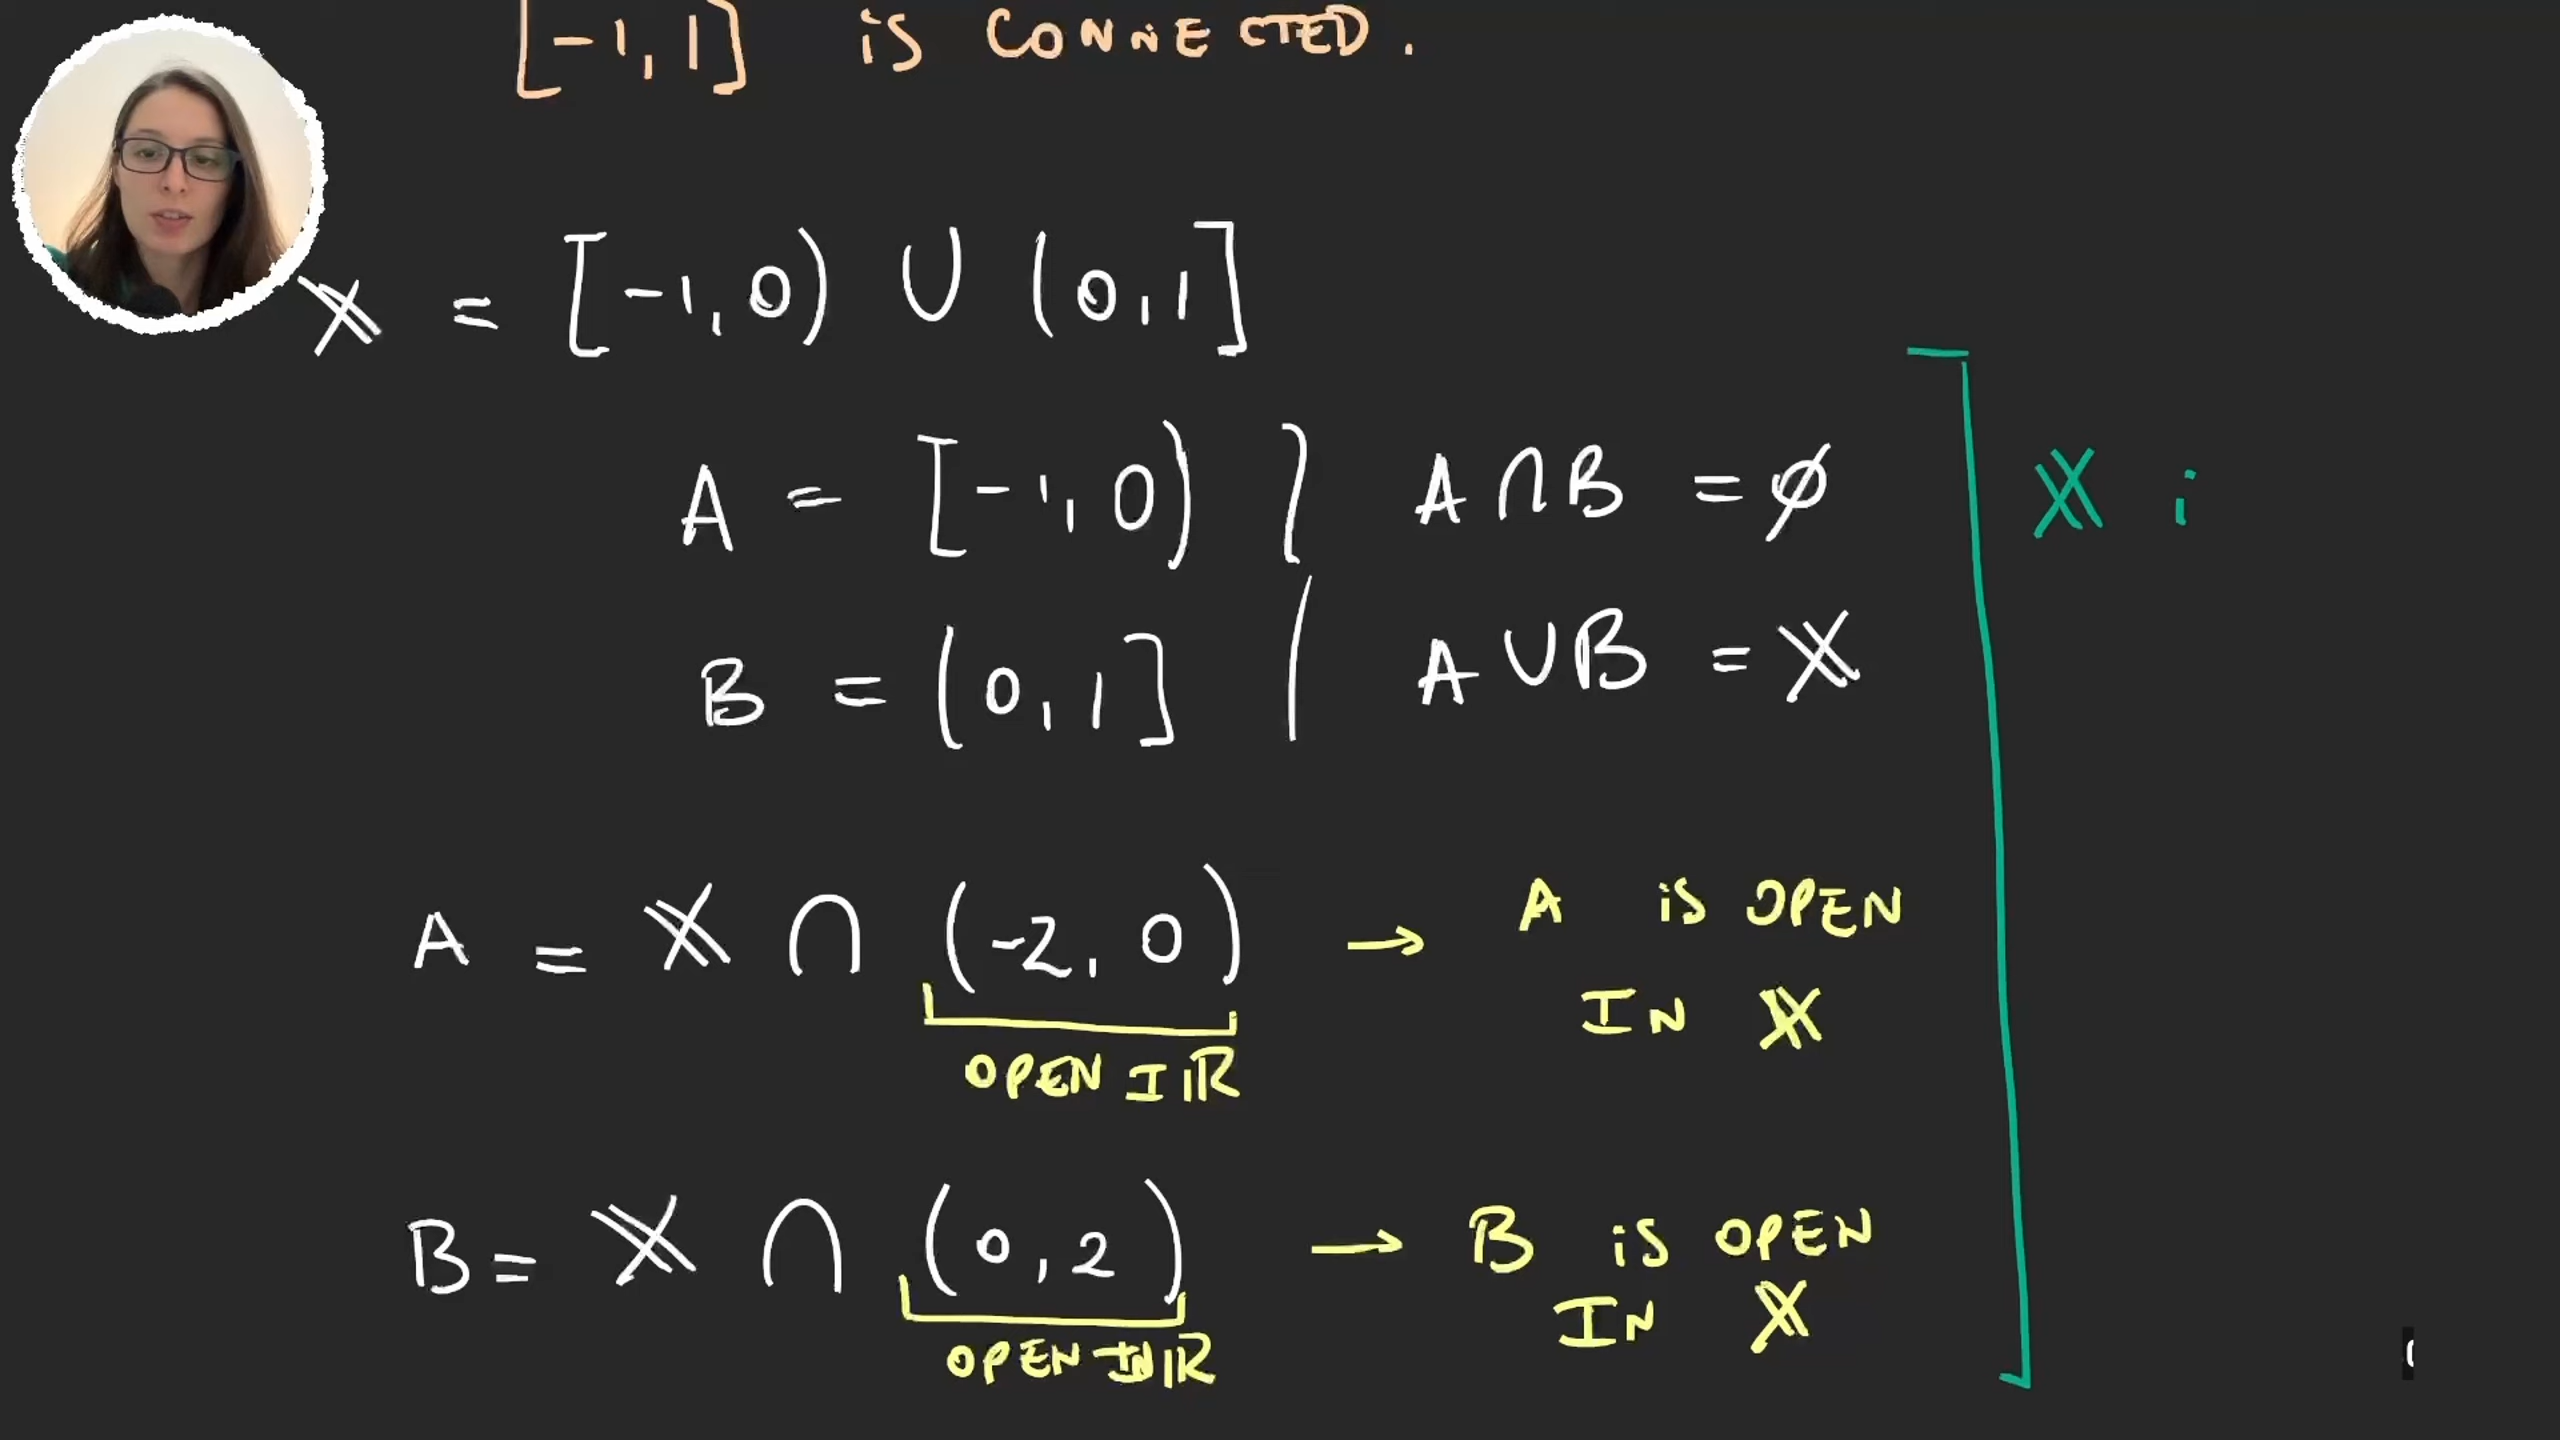 [-1,1] is CONNECTED.
𝕏 = [-1,0) ∪ (0,1]
A = [-1,0) | A∩B = ∅
B = (0,1] | A∪B = 𝕏
𝕏 i
A = 𝕏 ∩ (-2,0) → A is OPEN
OPEN I ℝ
IN 𝕏
B = 𝕏 ∩ (0,2) → B is OPEN
OPEN IN ℝ
IN 𝕏